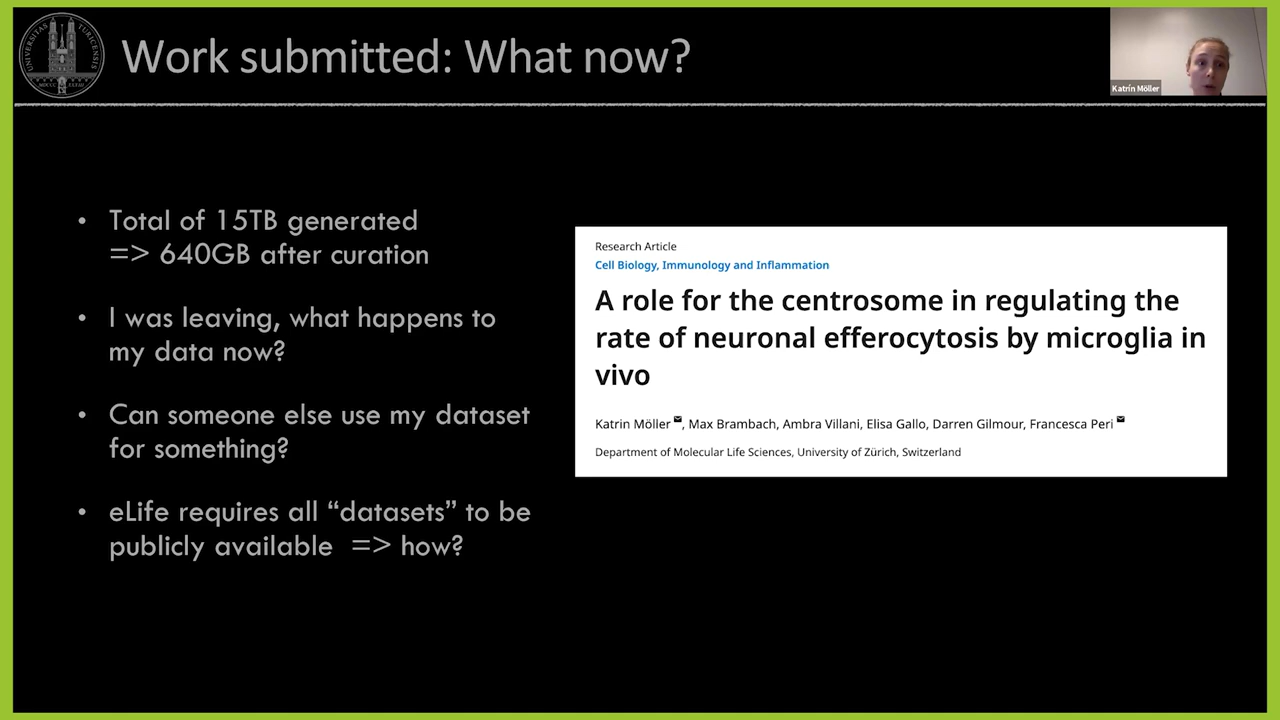 UNIVERSITAS TURICENSIS
MDCCC XXXIII
Work submitted: What now?
Katrin Möller
• Total of 15TB generated
=> 640GB after curation
• I was leaving, what happens to
my data now?
• Can someone else use my dataset
for something?
• eLife requires all “datasets” to be
publicly available => how?
Research Article
Cell Biology, Immunology and Inflammation
A role for the centrosome in regulating the
rate of neuronal efferocytosis by microglia in
vivo
Katrin Möller, Max Brambach, Ambra Villani, Elisa Gallo, Darren Gilmour, Francesca Peri
Department of Molecular Life Sciences, University of Zürich, Switzerland